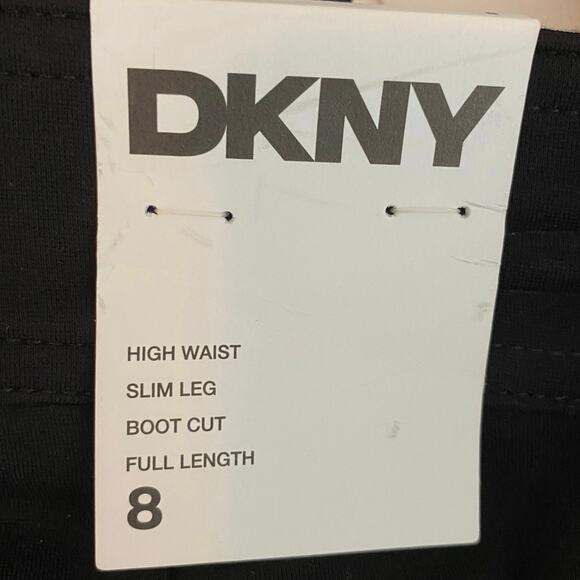 DKNY
HIGH WAIST
SLIM LEG
BOOT CUT
FULL LENGTH
8